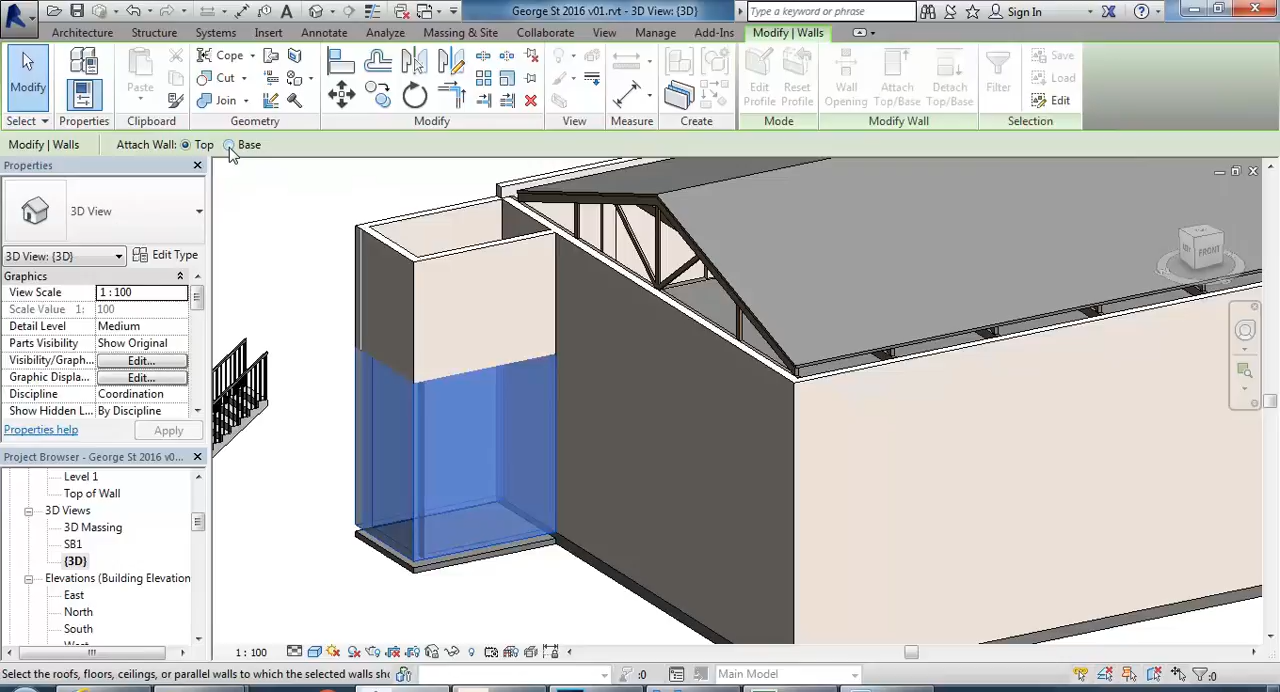 George St 2016 v01.rvt - 3D View: {3D}
Type a keyword or phrase
Sign In
Architecture Structure Systems Insert Annotate Analyze Massing & Site Collaborate View Manage Add-Ins Modify | Walls
Modify
Select
Properties
Paste
Clipboard
Cope
Cut
Join
Geometry
Modify
View
Measure
Create
Edit Profile
Reset Profile
Mode
Wall Opening
Attach Top/Base
Detach Top/Base
Modify Wall
Filter
Save
Load
Edit
Selection
Modify | Walls Attach Wall: Top Base
Properties
3D View
3D View: {3D} Edit Type
Graphics
View Scale 1 : 100
Scale Value 1: 100
Detail Level Medium
Parts Visibility Show Original
Visibility/Graph... Edit...
Graphic Displa... Edit...
Discipline Coordination
Show Hidden L... By Discipline
Properties help Apply
Project Browser - George St 2016 v0...
Level 1
Top of Wall
3D Views
3D Massing
SB1
{3D}
Elevations (Building Elevation
East
North
South
FRONT
1 : 100
Select the roofs, floors, ceilings, or parallel walls to which the selected walls sho
:0
Main Model
:0